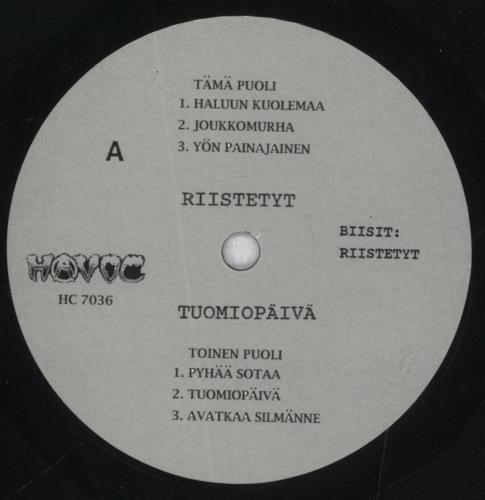 TÄMÄ PUOLI
1. HALUUN KUOLEMAA
2. JOUKKOMURHA
3. YÖN PAINAJAINEN
A
RIISTETYT
BIISIT:
RIISTETYT
HAVOC
HC 7036
TUOMIOPÄIVÄ
TOINEN PUOLI
1. PYHÄÄ SOTAA
2. TUOMIOPÄIVÄ
3. AVATKAA SILMÄNNE